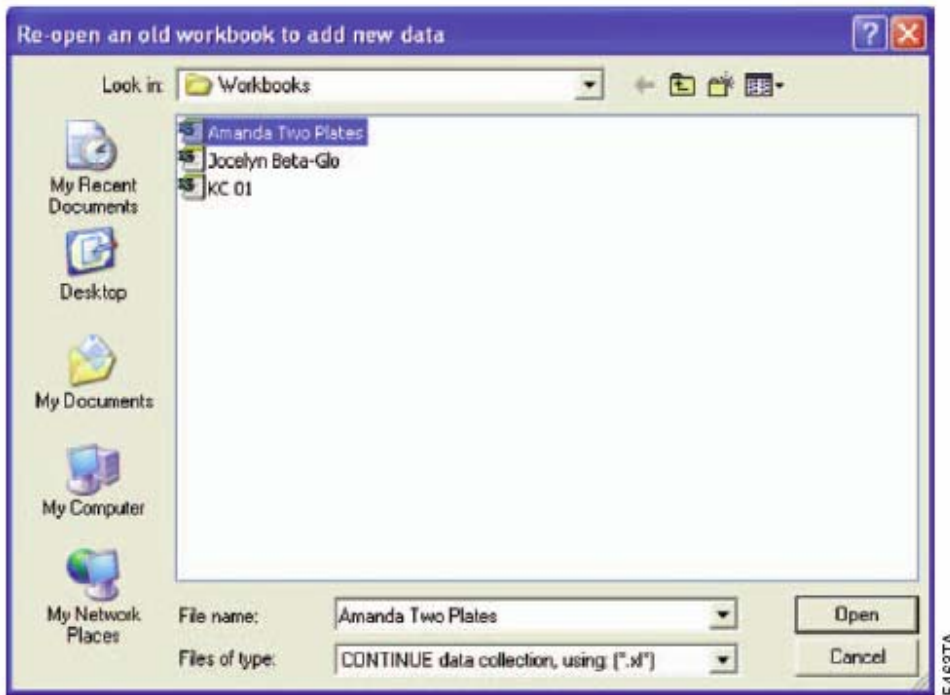 Re-open an old workbook to add new data
Look in: Workbooks
Amanda Two Plates
Jocelyn Beta-Glo
KC 01
My Recent
Documents
Desktop
My Documents
My Computer
My Network
Places
File name: Amanda Two Plates Open
Files of type: CONTINUE data collection, using: (".xl") Cancel